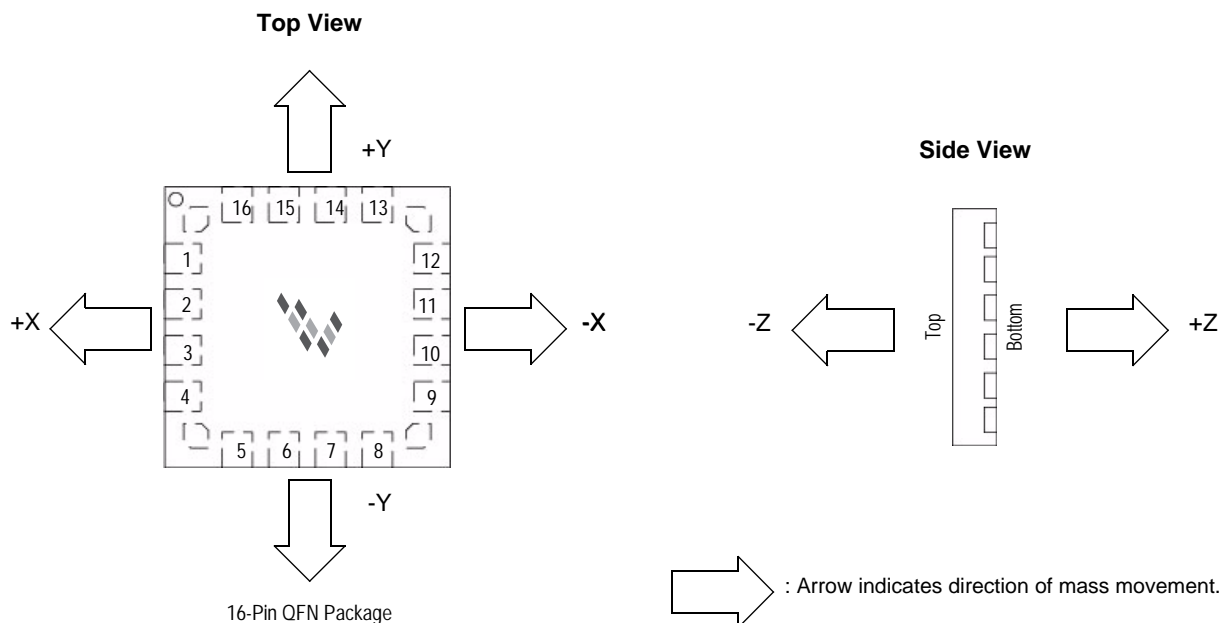 Top View
+Y
16 15 14 13
1
2
3
4
12
11
10
9
+X
-X
5 6 7 8
-Y
16-Pin QFN Package
Side View
-Z
Top
Bottom
+Z
: Arrow indicates direction of mass movement.